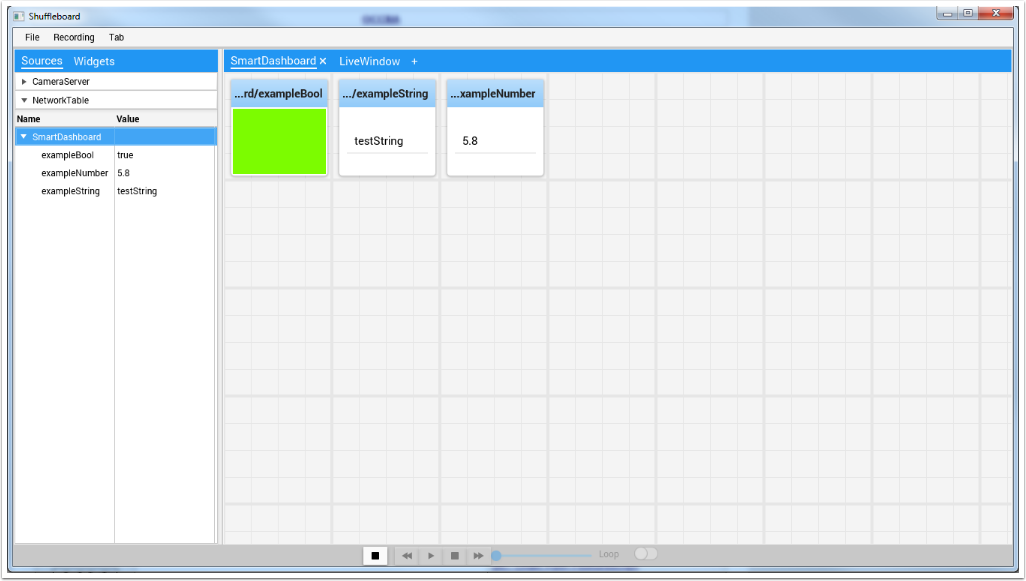 Shuffleboard
File Recording Tab
Sources Widgets
SmartDashboard × LiveWindow +
CameraServer
NetworkTable
Name Value
SmartDashboard
exampleBool true
exampleNumber 5.8
exampleString testString
...rd/exampleBool .../exampleString ...xampleNumber
testString 5.8
Loop